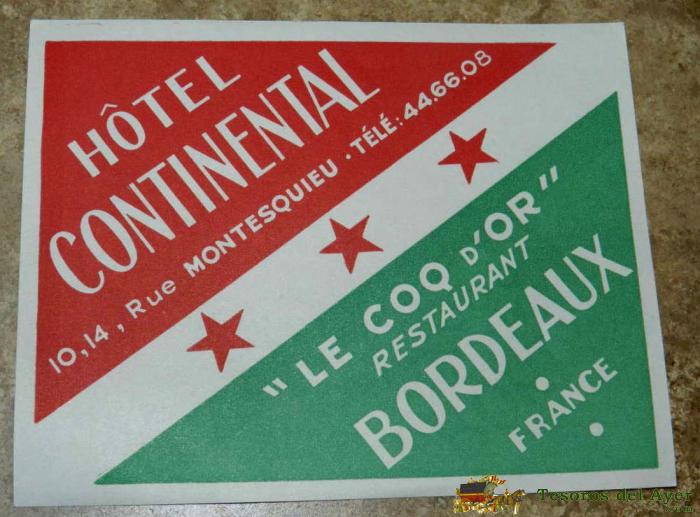 HÔTEL
CONTINENTAL
10,14, Rue MONTESQUIEU · TÉLÉ: 44.66.08
"LE COQ D'OR"
RESTAURANT
BORDEAUX
• FRANCE •
Tesoros del Ayer
.com